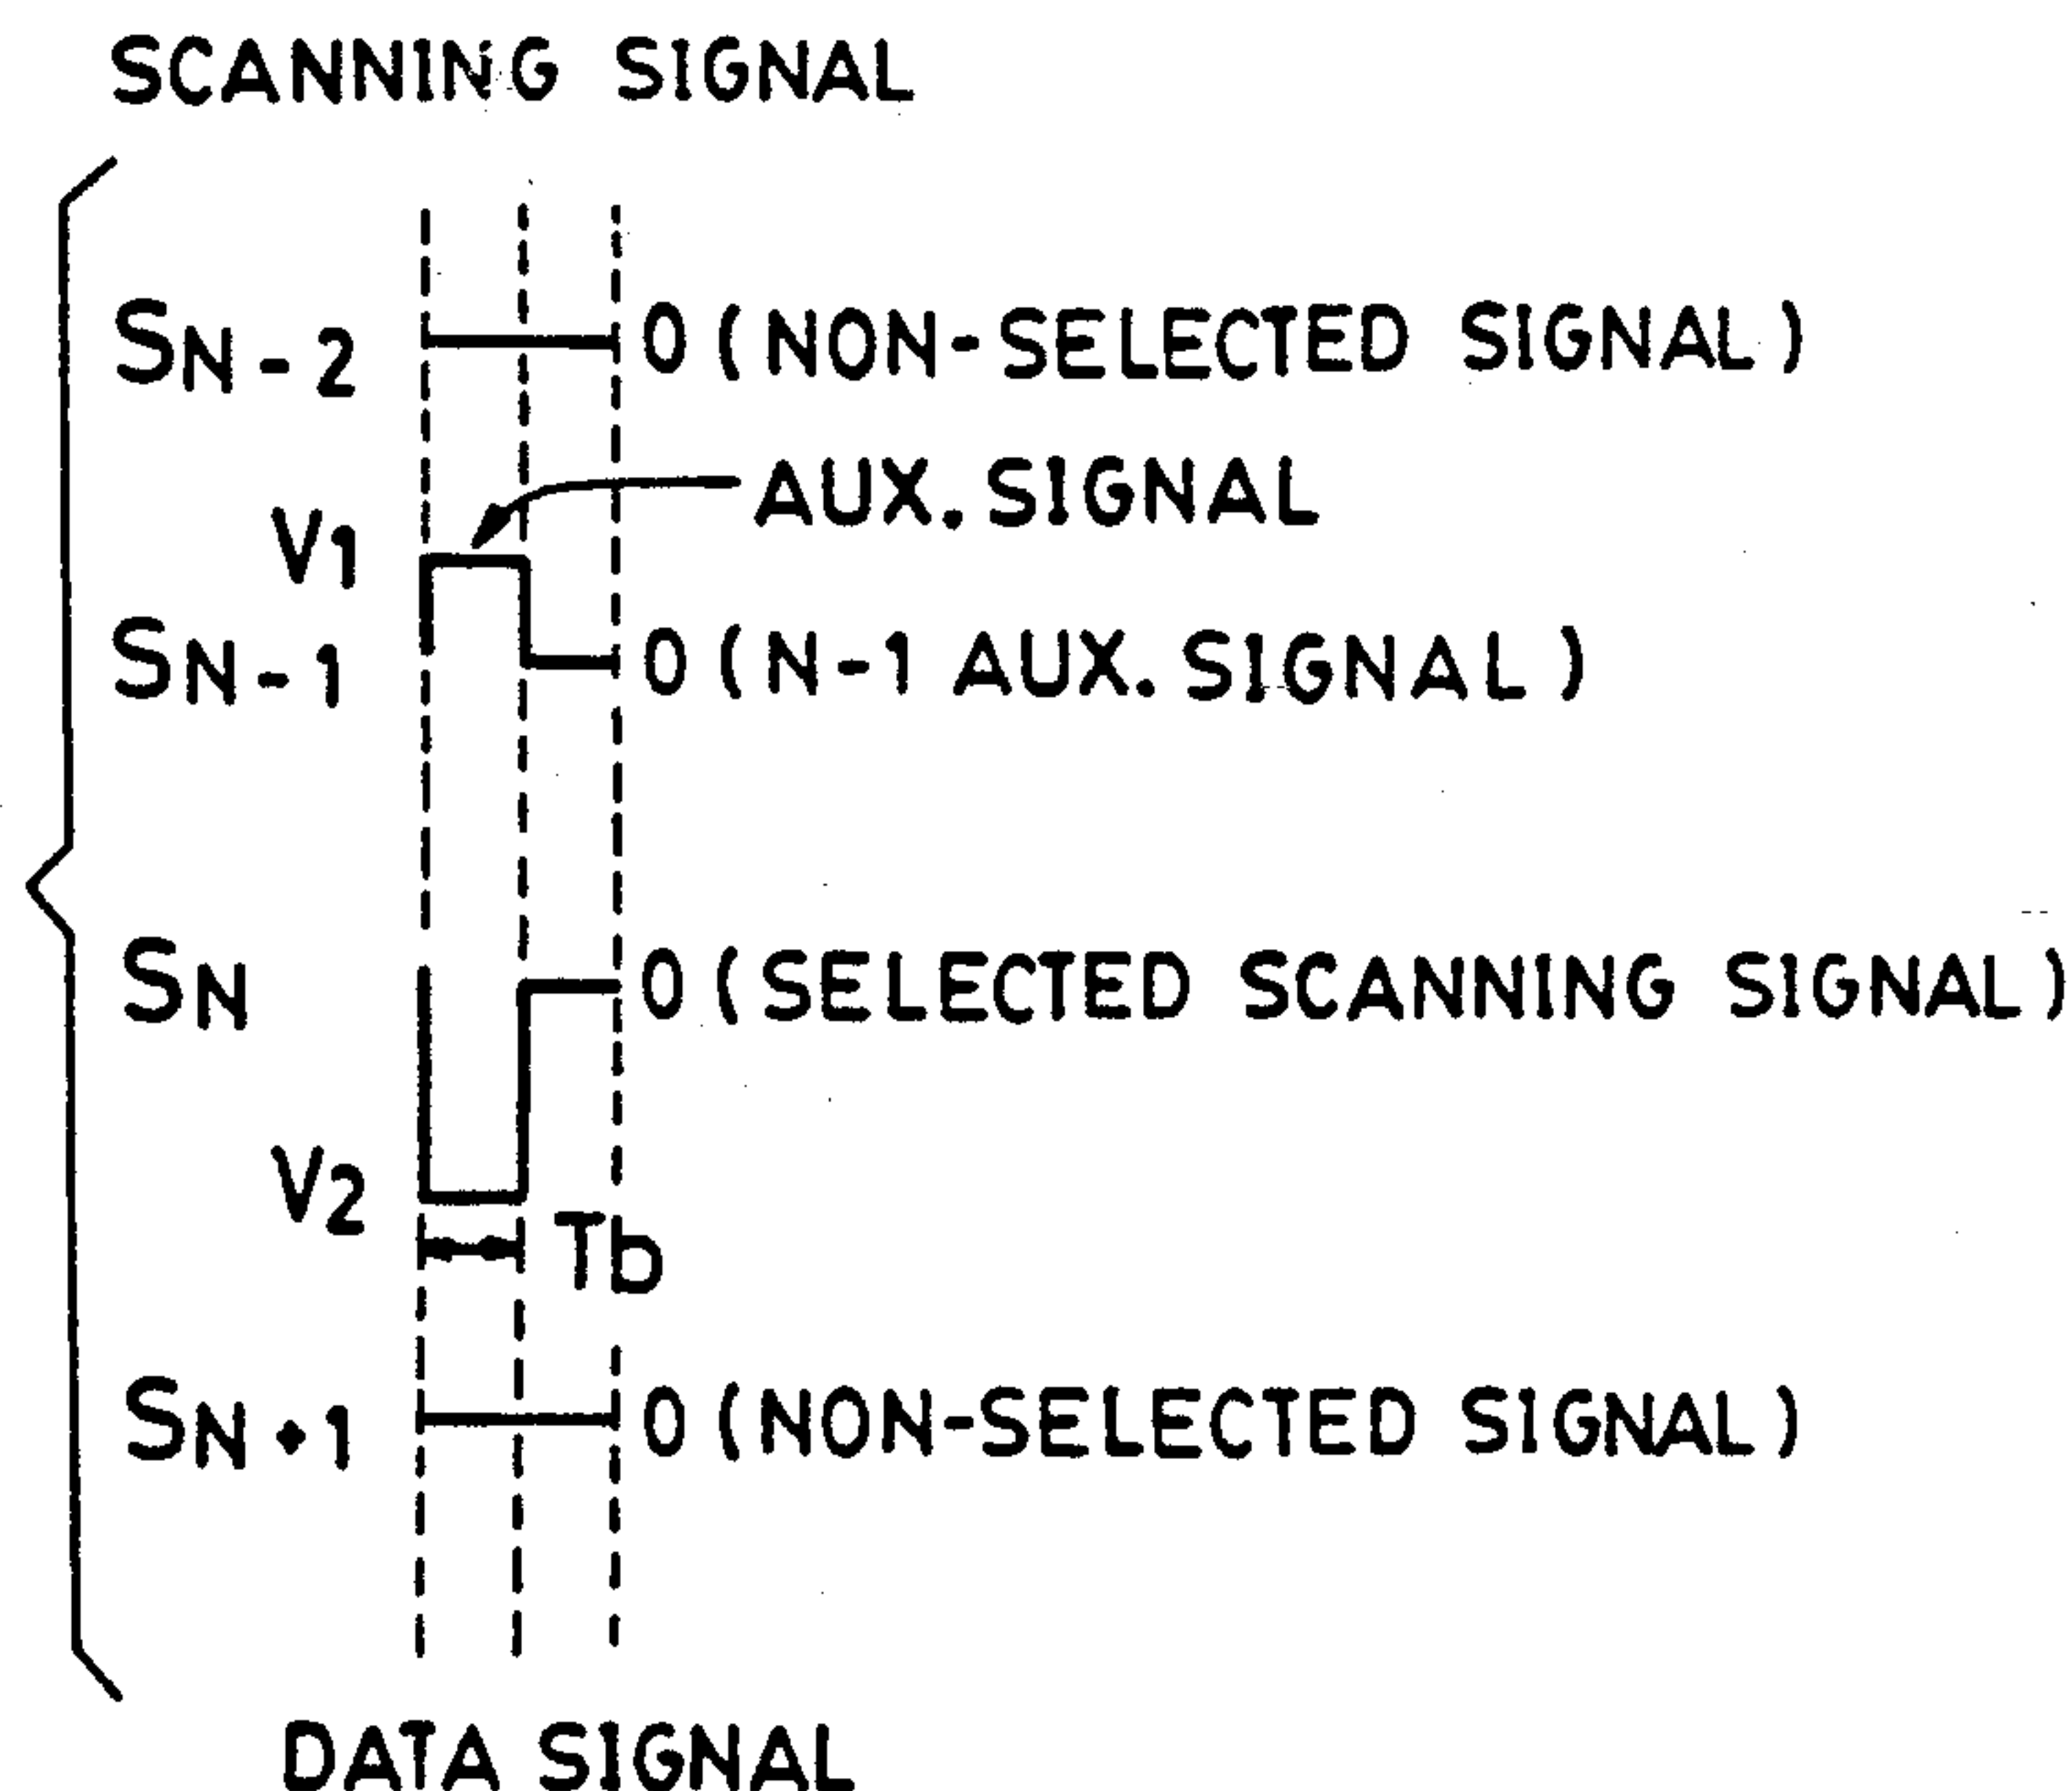 SCANNING SIGNAL
SN-2 0 (NON-SELECTED SIGNAL)
AUX. SIGNAL
V1
SN-1 0 (N-1 AUX. SIGNAL)
SN 0 (SELECTED SCANNING SIGNAL)
V2
Tb
SN+1 0 (NON-SELECTED SIGNAL)
DATA SIGNAL